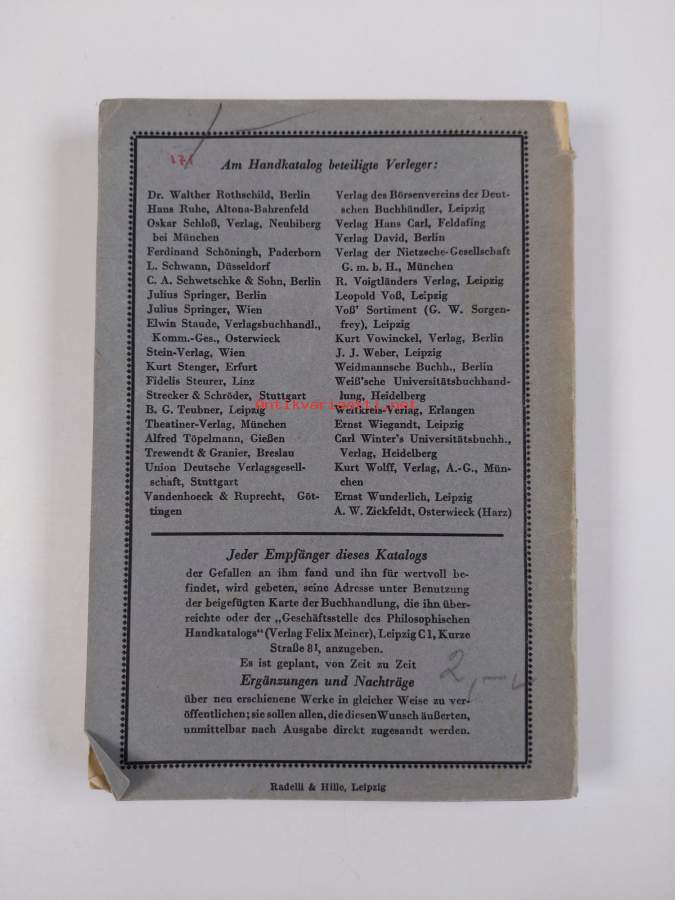 171
Am Handkatalog beteiligte Verleger:
Dr. Walther Rothschild, Berlin
Hans Ruhe, Altona-Bahrenfeld
Oskar Schloß, Verlag, Neubiberg
bei München
Ferdinand Schöningh, Paderborn
L. Schwann, Düsseldorf
C. A. Schwetschke & Sohn, Berlin
Julius Springer, Berlin
Julius Springer, Wien
Elwin Staude, Verlagsbuchhandl.,
Komm.-Ges., Osterwieck
Stein-Verlag, Wien
Kurt Stenger, Erfurt
Fidelis Steurer, Linz
Strecker & Schröder, Stuttgart
B. G. Teubner, Leipzig
Theatiner-Verlag, München
Alfred Töpelmann, Gießen
Trewendt & Granier, Breslau
Union Deutsche Verlagsgesell-
schaft, Stuttgart
Vandenhoeck & Ruprecht, Göt-
tingen
Verlag des Börsenvereins der Deut-
schen Buchhändler, Leipzig
Verlag Hans Carl, Feldafing
Verlag David, Berlin
Verlag der Nietzsche-Gesellschaft
G. m. b. H., München
R. Voigtländers Verlag, Leipzig
Leopold Voß, Leipzig
Voß' Sortiment (G. W. Sorgen-
frey), Leipzig
Kurt Vowinckel, Verlag, Berlin
J. J. Weber, Leipzig
Weidmannsche Buchh., Berlin
Weiß'sche Universitätsbuchhand-
lung, Heidelberg
Weltkreis-Verlag, Erlangen
Ernst Wiegandt, Leipzig
Carl Winter's Universitätsbuchh.,
Verlag, Heidelberg
Kurt Wolff, Verlag, A.-G., Mün-
chen
Ernst Wunderlich, Leipzig
A. W. Zickfeldt, Osterwieck (Harz)
antikvariaatti.net
Jeder Empfänger dieses Katalogs
der Gefallen an ihm fand und ihn für wertvoll be-
findet, wird gebeten, seine Adresse unter Benutzung
der beigefügten Karte der Buchhandlung, die ihn über-
reichte oder der „Geschäftsstelle des Philosophischen
Handkatalogs“ (Verlag Felix Meiner), Leipzig C1, Kurze
Straße 8I, anzugeben.
Es ist geplant, von Zeit zu Zeit
Ergänzungen und Nachträge
über neu erschienene Werke in gleicher Weise zu ver-
öffentlichen; sie sollen allen, die diesen Wunsch äußerten,
unmittelbar nach Ausgabe direkt zugesandt werden.
2,—
Radelli & Hille, Leipzig